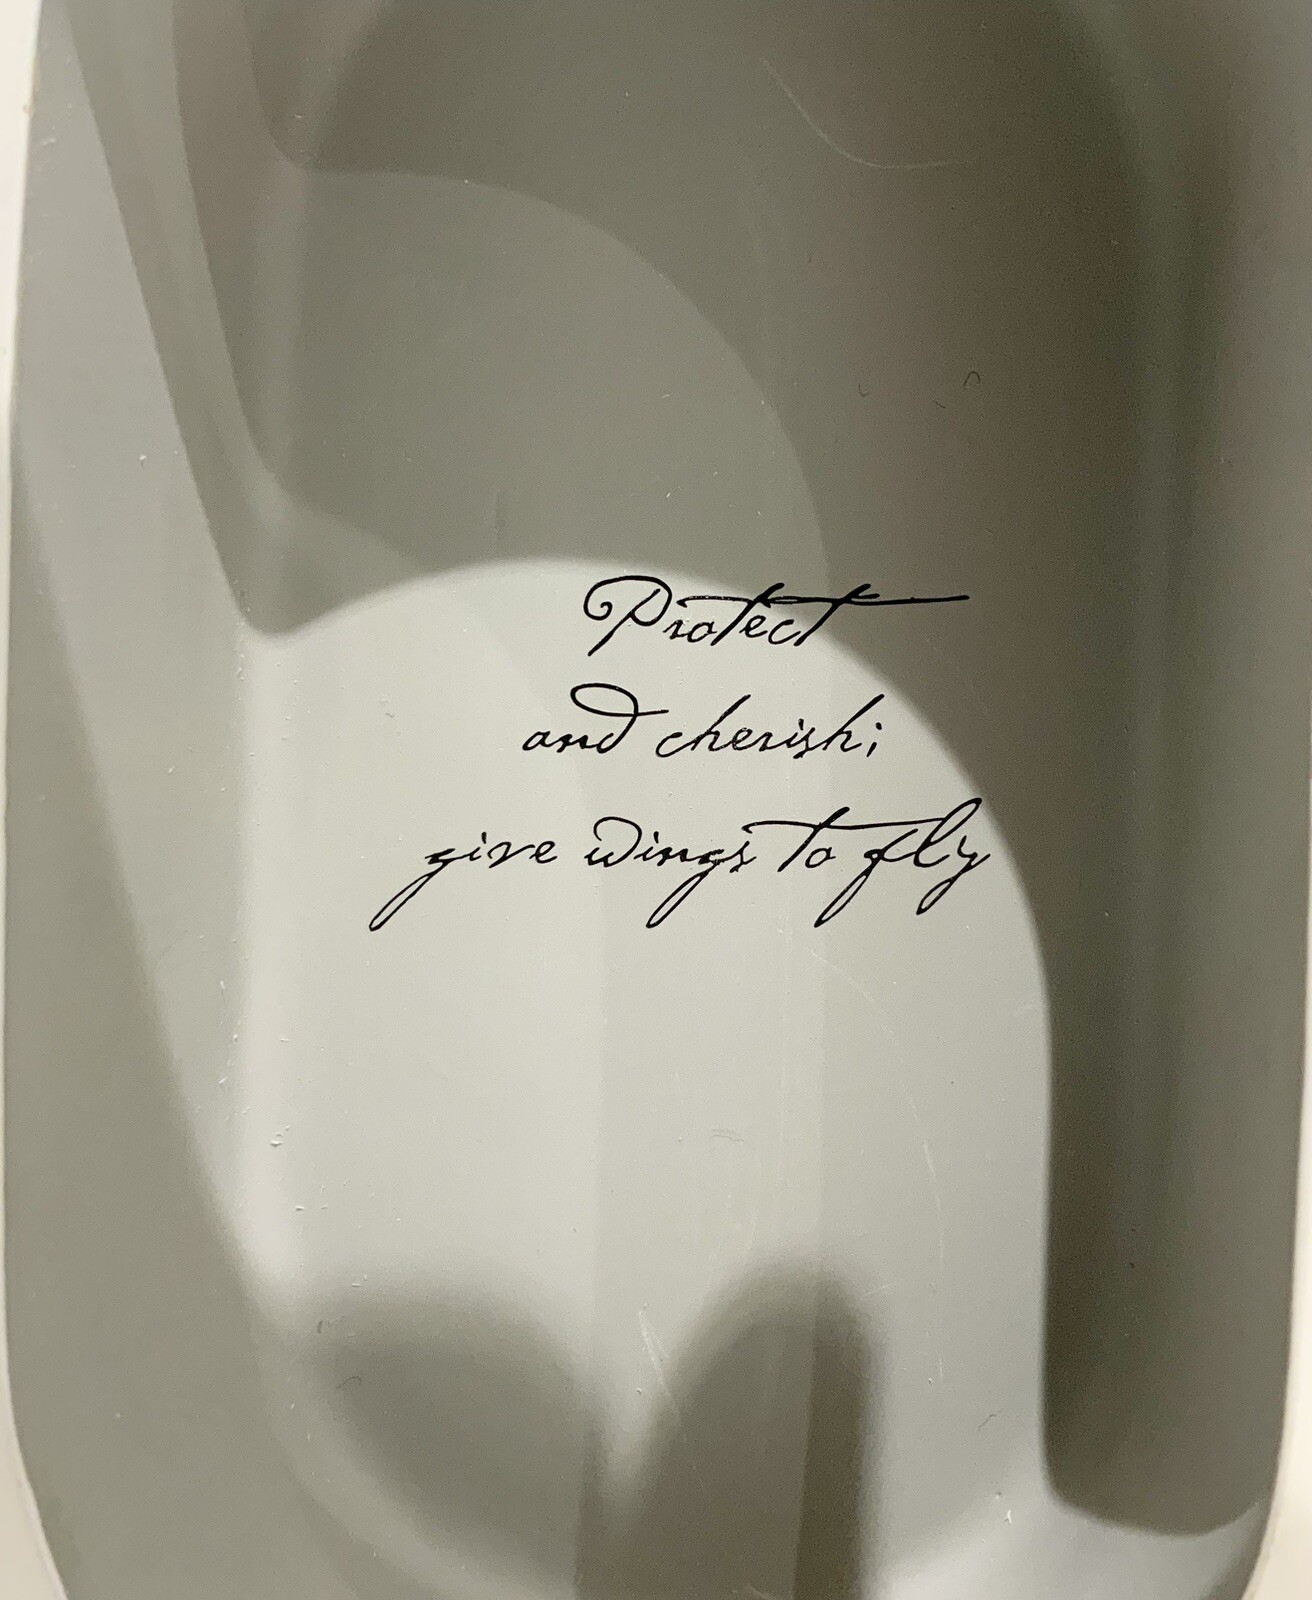 Protect
and cherish;
give wings to fly